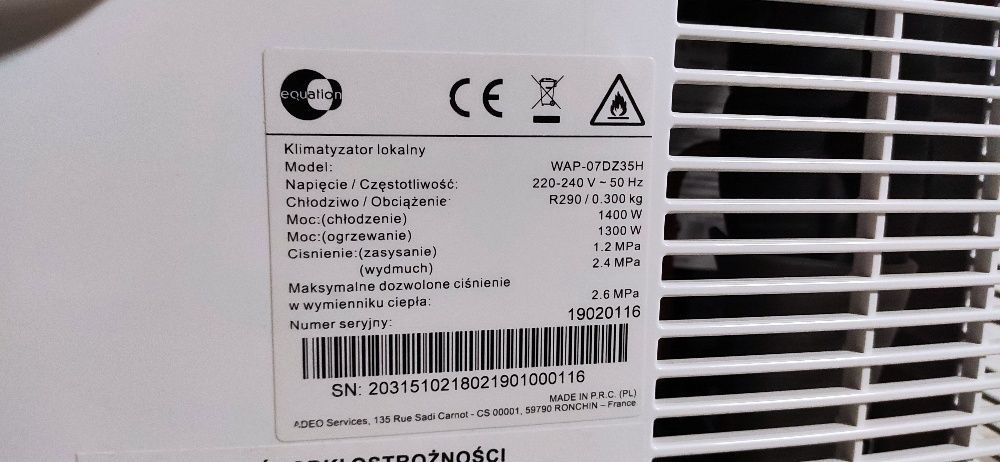 equation
CE
Klimatyzator lokalny
Model: WAP-07DZ35H
Napięcie / Częstotliwość: 220-240 V ~ 50 Hz
Chłodziwo / Obciążenie: R290 / 0.300 kg
Moc:(chłodzenie) 1400 W
Moc:(ogrzewanie) 1300 W
Cisnienie:(zasysanie) 1.2 MPa
(wydmuch) 2.4 MPa
Maksymalne dozwolone ciśnienie
w wymienniku ciepła: 2.6 MPa
Numer seryjny: 19020116
SN: 2031510218021901000116
MADE IN P.R.C. (PL)
ADEO Services, 135 Rue Sadi Carnot - CS 00001, 59790 RONCHIN – France